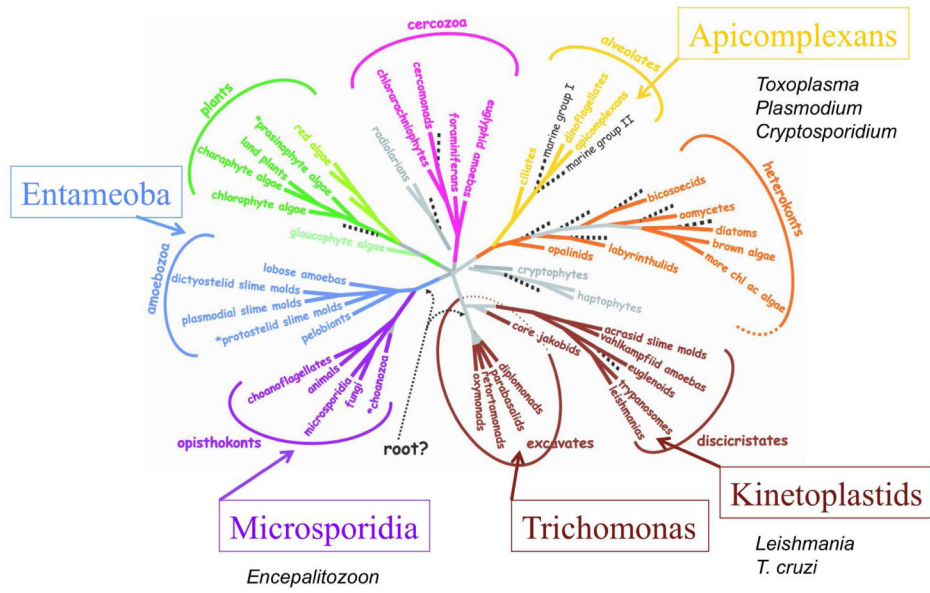 cercozoa
alveolates
Apicomplexans
Toxoplasma
Plasmodium
Cryptosporidium
plants
red algae
*prasinophyte algae
land plants
charaphyte algae
chlorophyte algae
glaucophyte algae
radiolarians
chlorarachniophytes
cercomonads
foraminiferans
euglyphid amoebas
ciliates
marine group I
dinoflagellates
apicomplexans
marine group II
heterokonts
bicosoecids
oomycetes
diatoms
brown algae
more chl ac algae
labyrinthulids
opalinids
cryptophytes
haptophytes
Entameoba
amoebozoa
lobose amoebas
dictyostelid slime molds
plasmodial slime molds
*protostelid slime molds
pelobionts
choanoflagellates
animals
microsporidia
fungi
*choanozoa
opisthokonts
root?
core jakobids
diplomonads
parabasalids
retortamonads
oxymonads
excavates
acrasid slime molds
vahlkampfiid amoebas
euglenoids
trypanosomes
leishmanias
discicristates
Microsporidia
Encepalitozoon
Trichomonas
Kinetoplastids
Leishmania
T. cruzi